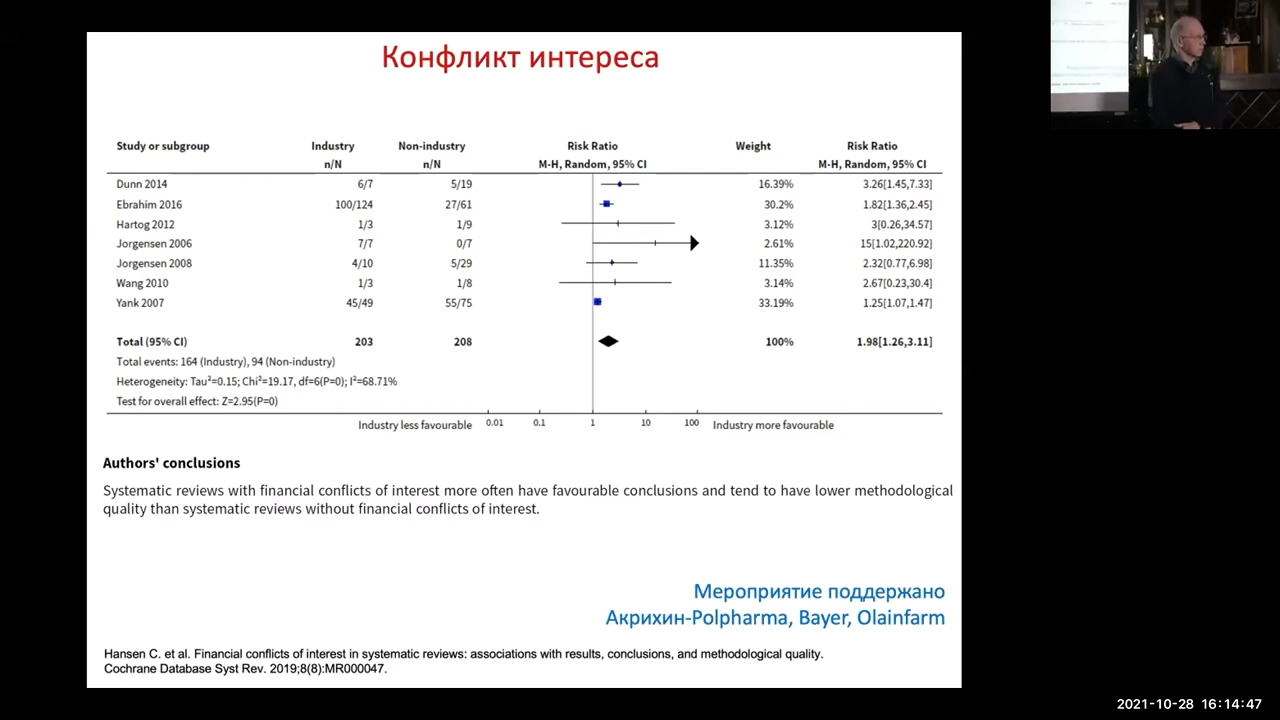 Конфликт интереса
Study or subgroup Industry Non-industry Risk Ratio Weight Risk Ratio
n/N n/N M-H, Random, 95% CI M-H, Random, 95% CI
Dunn 2014 6/7 5/19 16.39% 3.26[1.45,7.33]
Ebrahim 2016 100/124 27/61 30.2% 1.82[1.36,2.45]
Hartog 2012 1/3 1/9 3.12% 3[0.26,34.57]
Jorgensen 2006 7/7 0/7 2.61% 15[1.02,220.92]
Jorgensen 2008 4/10 5/29 11.35% 2.32[0.77,6.98]
Wang 2010 1/3 1/8 3.14% 2.67[0.23,30.4]
Yank 2007 45/49 55/75 33.19% 1.25[1.07,1.47]
Total (95% CI) 203 208 100% 1.98[1.26,3.11]
Total events: 164 (Industry), 94 (Non-industry)
Heterogeneity: Tau²=0.15; Chi²=19.17, df=6(P=0); I²=68.71%
Test for overall effect: Z=2.95(P=0)
Industry less favourable 0.01 0.1 1 10 100 Industry more favourable
Authors' conclusions
Systematic reviews with financial conflicts of interest more often have favourable conclusions and tend to have lower methodological
quality than systematic reviews without financial conflicts of interest.
Мероприятие поддержано
Акрихин-Polpharma, Bayer, Olainfarm
Hansen C. et al. Financial conflicts of interest in systematic reviews: associations with results, conclusions, and methodological quality.
Cochrane Database Syst Rev. 2019;8(8):MR000047.
2021-10-28 16:14:47